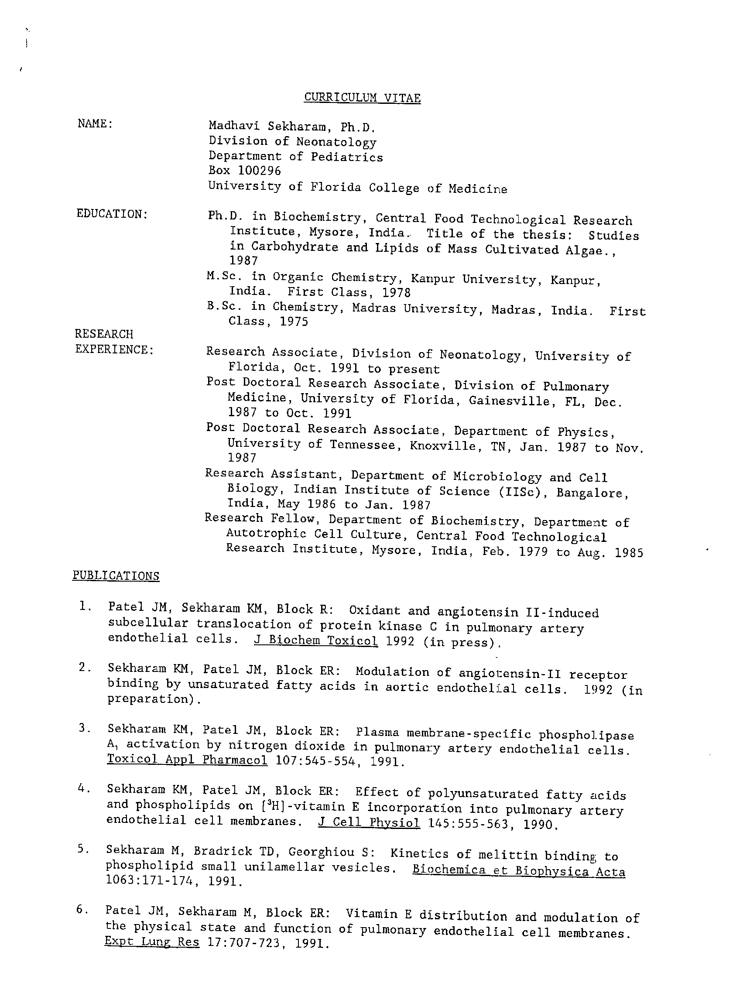 CURRICULUM VITAE
NAME:
Madhavi Sekharam, Ph.D.
Division of Neonatology
Department of Pediatrics
Box 100296
University of Florida College of Medicine
EDUCATION:
Ph.D. in Biochemistry, Central Food Technological Research
Institute, Mysore, India. Title of the thesis: Studies
in Carbohydrate and Lipids of Mass Cultivated Algae.,
1987
M.Sc. in Organic Chemistry, Kanpur University, Kanpur,
India. First Class, 1978
B.Sc. in Chemistry, Madras University, Madras, India. First
Class, 1975
RESEARCH
EXPERIENCE:
Research Associate, Division of Neonatology, University of
Florida, Oct. 1991 to present
Post Doctoral Research Associate, Division of Pulmonary
Medicine, University of Florida, Gainesville, FL, Dec.
1987 to Oct. 1991
Post Doctoral Research Associate, Department of Physics,
University of Tennessee, Knoxville, TN, Jan. 1987 to Nov.
1987
Research Assistant, Department of Microbiology and Cell
Biology, Indian Institute of Science (IISc), Bangalore,
India, May 1986 to Jan. 1987
Research Fellow, Department of Biochemistry, Department of
Autotrophic Cell Culture, Central Food Technological
Research Institute, Mysore, India, Feb. 1979 to Aug. 1985
PUBLICATIONS
1. Patel JM, Sekharam KM, Block R: Oxidant and angiotensin II-induced
subcellular translocation of protein kinase C in pulmonary artery
endothelial cells. J Biochem Toxicol 1992 (in press).
2. Sekharam KM, Patel JM, Block ER: Modulation of angiotensin-II receptor
binding by unsaturated fatty acids in aortic endothelial cells. 1992 (in
preparation).
3. Sekharam KM, Patel JM, Block ER: Plasma membrane-specific phospholipase
A₁ activation by nitrogen dioxide in pulmonary artery endothelial cells.
Toxicol Appl Pharmacol 107:545-554, 1991.
4. Sekharam KM, Patel JM, Block ER: Effect of polyunsaturated fatty acids
and phospholipids on [³H]-vitamin E incorporation into pulmonary artery
endothelial cell membranes. J Cell Physiol 145:555-563, 1990.
5. Sekharam M, Bradrick TD, Georghiou S: Kinetics of melittin binding to
phospholipid small unilamellar vesicles. Biochemica et Biophysica Acta
1063:171-174, 1991.
6. Patel JM, Sekharam M, Block ER: Vitamin E distribution and modulation of
the physical state and function of pulmonary endothelial cell membranes.
Expt Lung Res 17:707-723, 1991.